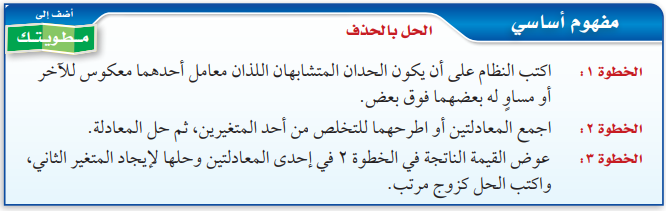 أضف إلى
مطويتك
مفهوم أساسي
الحل بالحذف
الخطوة ١: اكتب النظام على أن يكون الحدان المتشابهان اللذان معامل أحدهما معكوس للآخر
أو مساوٍ له بعضهما فوق بعض.
الخطوة ٢: اجمع المعادلتين أو اطرحهما للتخلص من أحد المتغيرين، ثم حل المعادلة.
الخطوة ٣: عوض القيمة الناتجة في الخطوة ٢ في إحدى المعادلتين وحلها لإيجاد المتغير الثاني،
واكتب الحل كزوج مرتب.